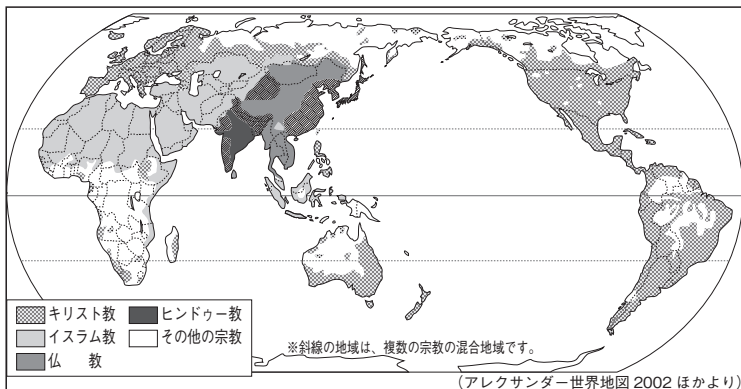 キリスト教
ヒンドゥー教
イスラム教
その他の宗教
仏 教
※斜線の地域は、複数の宗教の混合地域です。
(アレクサンダー世界地図 2002 ほかより)